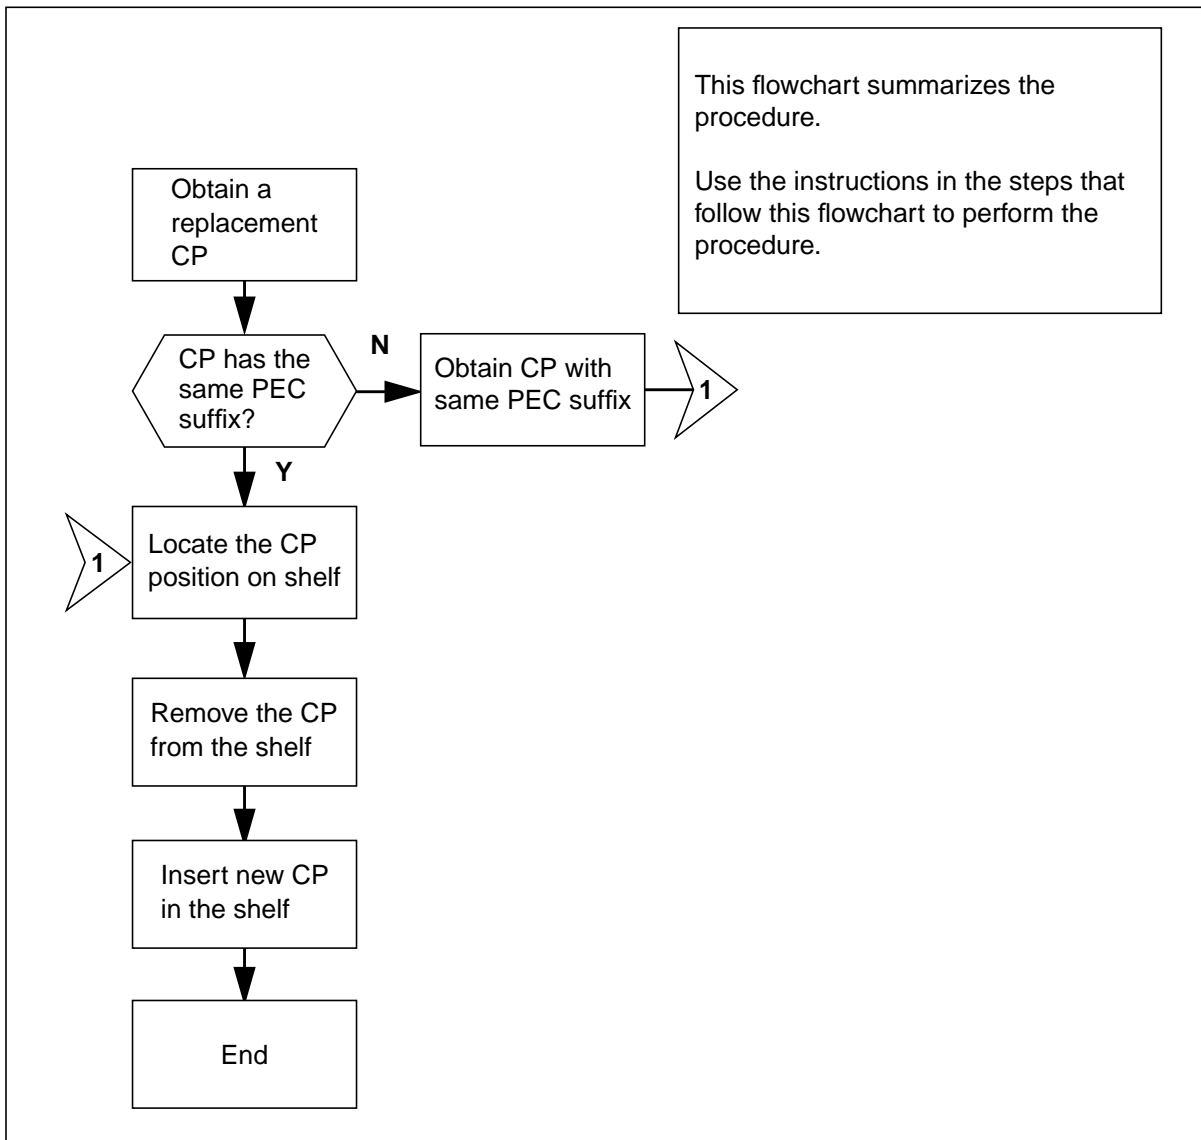 This flowchart summarizes the
procedure.
Use the instructions in the steps that
follow this flowchart to perform the
procedure.
Obtain a
replacement
CP
CP has the
same PEC
suffix?
N
Obtain CP with
same PEC suffix
1
Y
1
Locate the CP
position on shelf
Remove the CP
from the shelf
Insert new CP
in the shelf
End